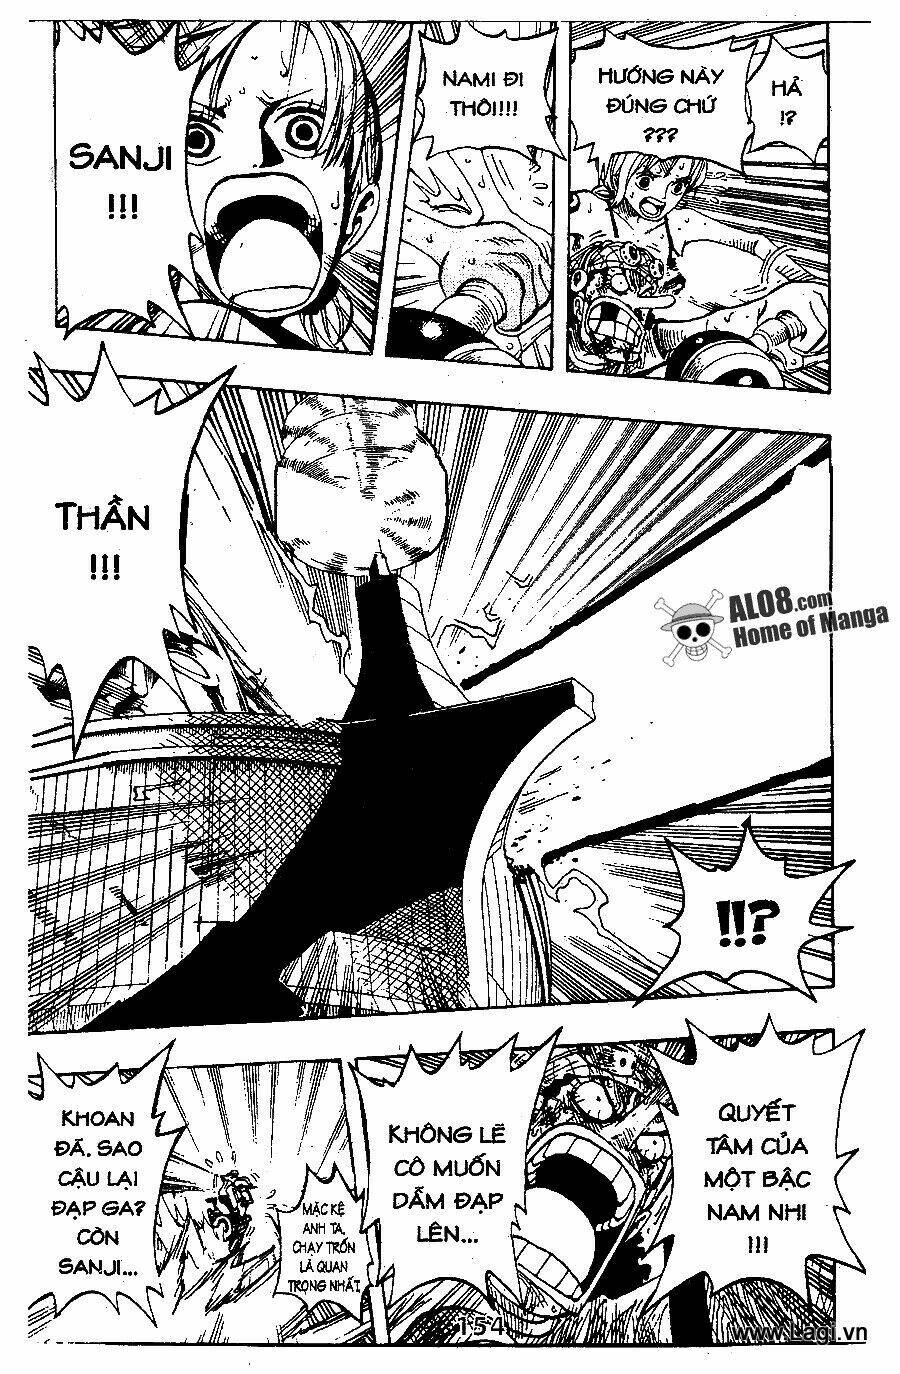 HẢ
!?
HƯỚNG NÀY
ĐÚNG CHỨ
???
NAMI ĐI
THÔI!!!!
SANJI
!!!
THẦN
!!!
ALO8.com
Home of Manga
!!?
QUYẾT
TÂM CỦA
MỘT BẬC
NAM NHI
!!!
KHÔNG LẼ
CÔ MUỐN
DẪM ĐẠP
LÊN...
MẶC KỆ
ANH TA,
CHẠY TRỐN
LÀ QUAN
TRỌNG NHẤT.
KHOAN
ĐÃ. SAO
CẬU LẠI
ĐẠP GA?
CÒN
SANJI...
154
www.Lagi.vn